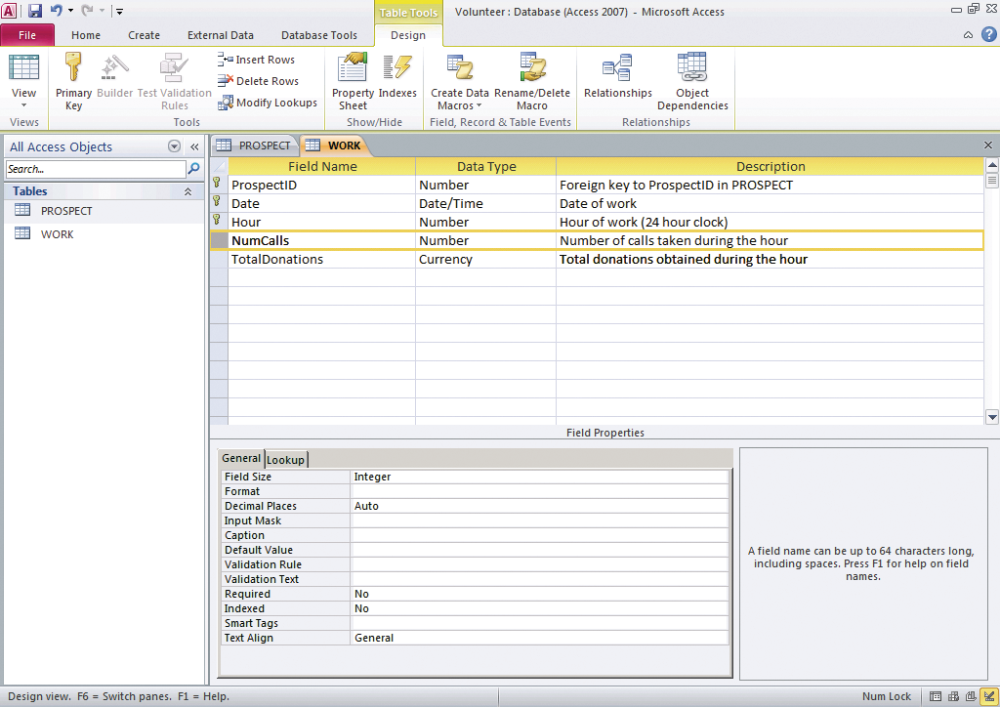 Table Tools
Volunteer : Database (Access 2007) - Microsoft Access
File Home Create External Data Database Tools Design
View
Primary Key
Builder
Test Validation Rules
Insert Rows
Delete Rows
Modify Lookups
Property Sheet
Indexes
Create Data Macros
Rename/Delete Macro
Relationships
Object Dependencies
Views Tools Show/Hide Field, Record & Table Events Relationships
All Access Objects
Search...
Tables
PROSPECT
WORK
PROSPECT WORK
Field Name Data Type Description
ProspectID Number Foreign key to ProspectID in PROSPECT
Date Date/Time Date of work
Hour Number Hour of work (24 hour clock)
NumCalls Number Number of calls taken during the hour
TotalDonations Currency Total donations obtained during the hour
Field Properties
General Lookup
Field Size Integer
Format
Decimal Places Auto
Input Mask
Caption
Default Value
Validation Rule
Validation Text
Required No
Indexed No
Smart Tags
Text Align General
A field name can be up to 64 characters long,
including spaces. Press F1 for help on field
names.
Design view. F6 = Switch panes. F1 = Help.
Num Lock